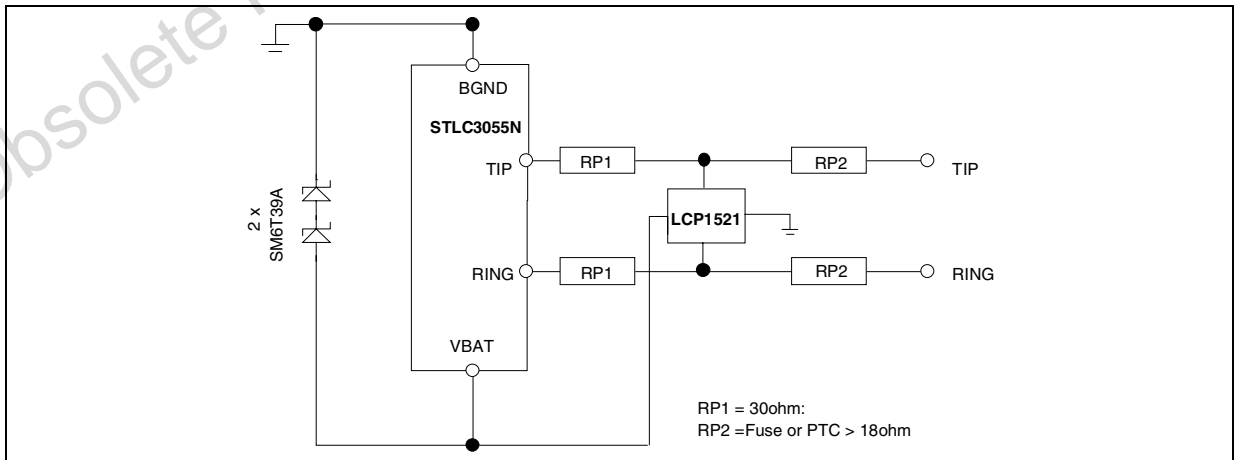 obsolete
BGND
STLC3055N
TIP
RP1
RP2
TIP
2 x
SM6T39A
LCP1521
RING
RP1
RP2
RING
VBAT
RP1 = 30ohm:
RP2 =Fuse or PTC > 18ohm